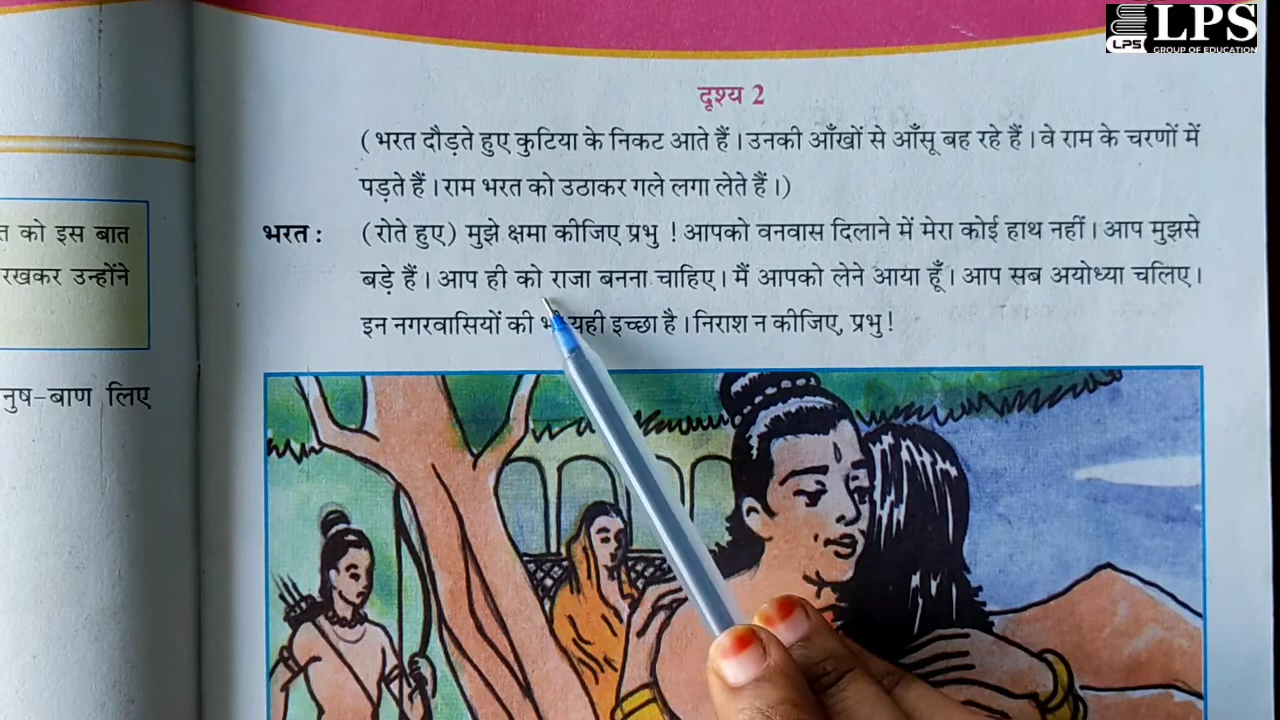 LPS
LPS
GROUP OF EDUCATION
दृश्य 2
( भरत दौड़ते हुए कुटिया के निकट आते हैं। उनकी आँखों से आँसू बह रहे हैं। वे राम के चरणों में
पड़ते हैं। राम भरत को उठाकर गले लगा लेते हैं।)
भरत : (रोते हुए) मुझे क्षमा कीजिए प्रभु ! आपको वनवास दिलाने में मेरा कोई हाथ नहीं। आप मुझसे
बड़े हैं। आप ही को राजा बनना चाहिए। मैं आपको लेने आया हूँ। आप सब अयोध्या चलिए।
इन नगरवासियों की यही इच्छा है। निराश न कीजिए, प्रभु !
को इस बात
रखकर उन्होंने
नुष-बाण लिए